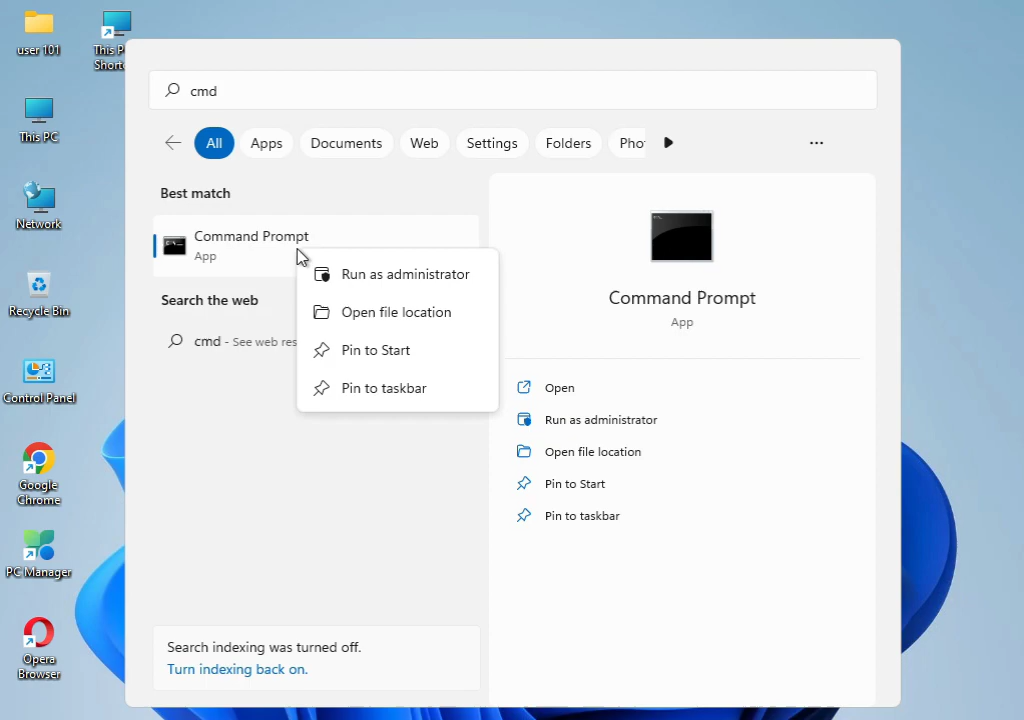 user 101
This P
Shortc
This PC
Network
Recycle Bin
Control Panel
Google
Chrome
PC Manager
Opera
Browser
cmd
All
Apps
Documents
Web
Settings
Folders
Pho
Best match
Command Prompt
App
Search the web
cmd - See web res
Run as administrator
Open file location
Pin to Start
Pin to taskbar
Command Prompt
App
Open
Run as administrator
Open file location
Pin to Start
Pin to taskbar
Search indexing was turned off.
Turn indexing back on.